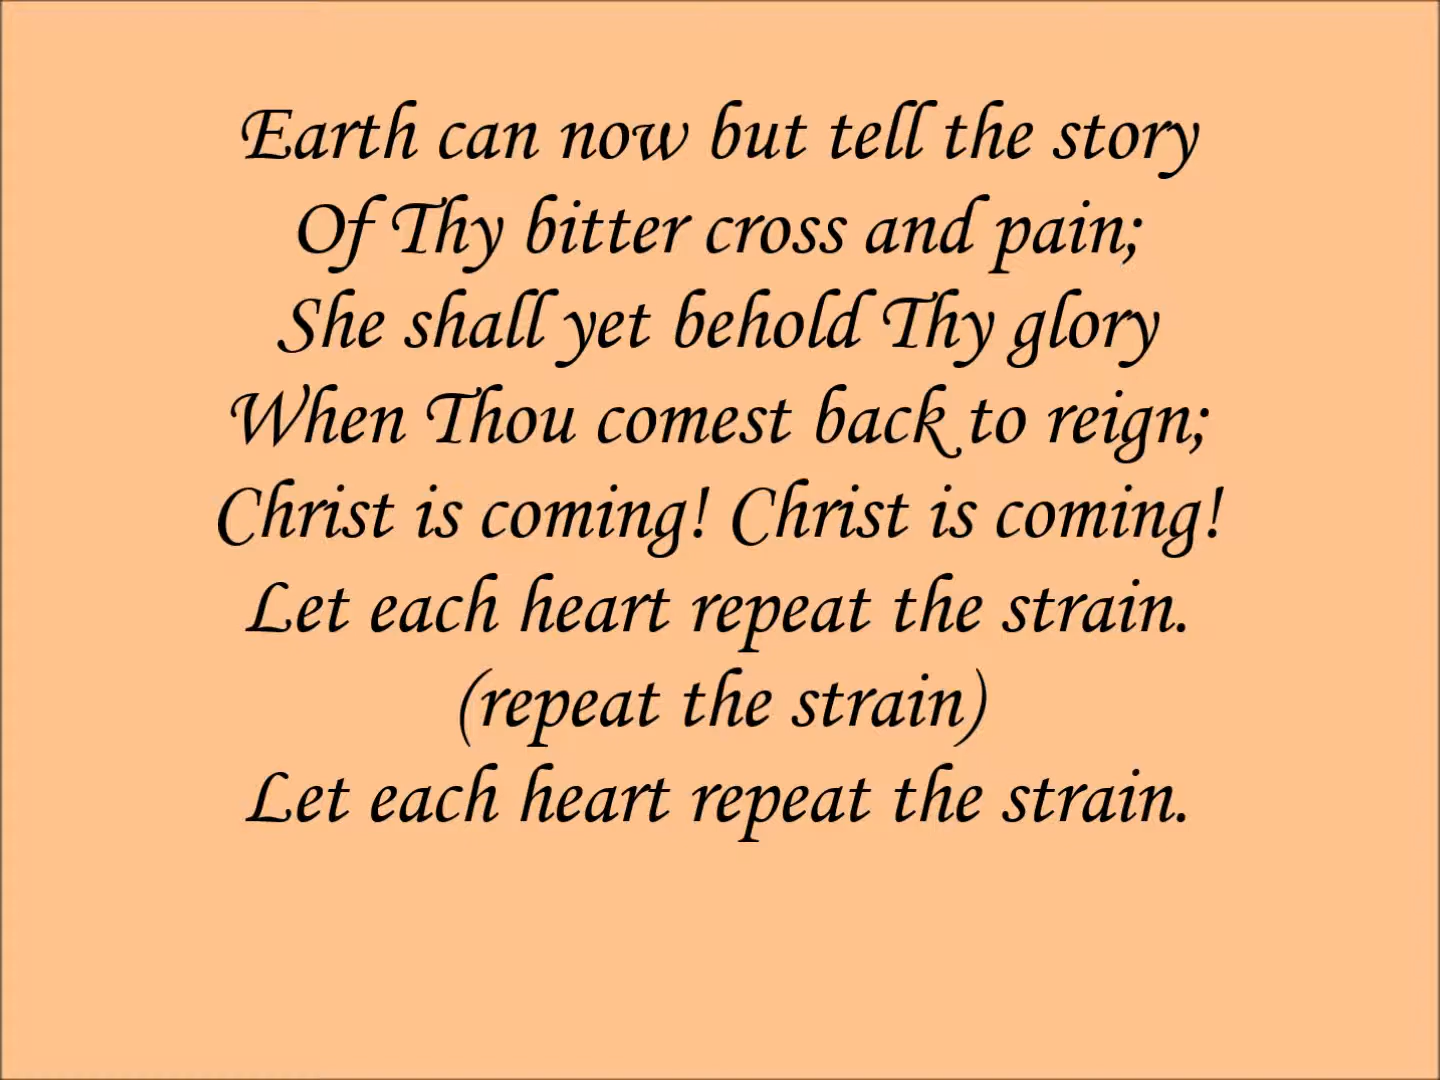 Earth can now but tell the story
Of Thy bitter cross and pain;
She shall yet behold Thy glory
When Thou comest back to reign;
Christ is coming! Christ is coming!
Let each heart repeat the strain.
(repeat the strain)
Let each heart repeat the strain.